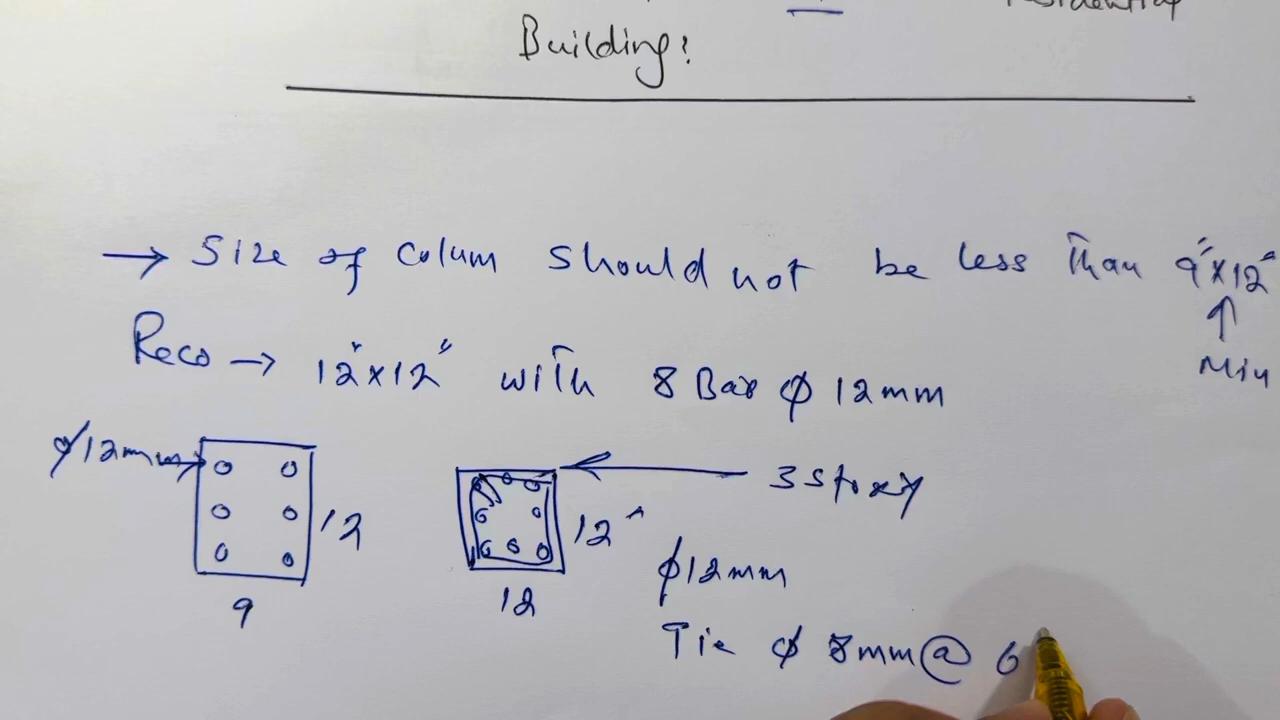 Residential
Building?
→ Size of Colum should not be less Than 9"x12"
↑
Min
Reco → 12"x12" with 8 Bar ϕ 12mm
ϕ12mm
12
9
12"
12
3 Story
ϕ12mm
Tie ϕ 8mm@ 6